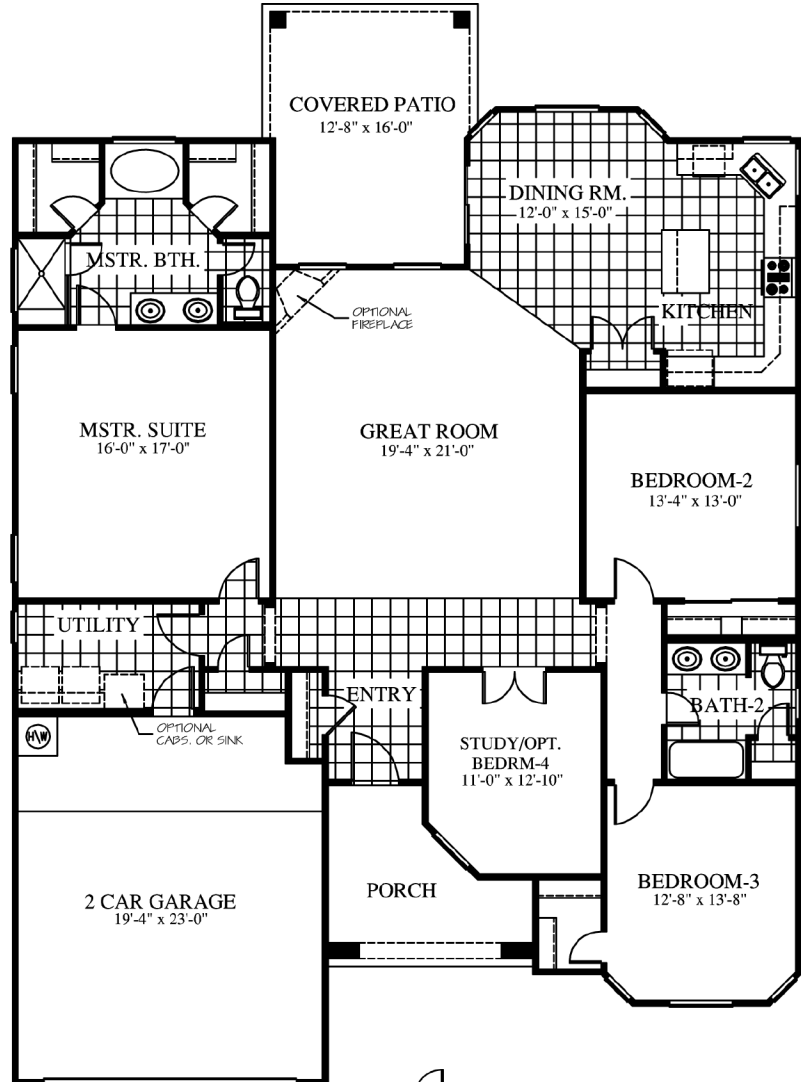 COVERED PATIO
12'-8" x 16'-0"
DINING RM.
12'-0" x 15'-0"
MSTR. BTH.
OPTIONAL
FIREPLACE
KITCHEN
MSTR. SUITE
16'-0" x 17'-0"
GREAT ROOM
19'-4" x 21'-0"
BEDROOM-2
13'-4" x 13'-0"
UTILITY
ENTRY
BATH-2
OPTIONAL
CABS. OR SINK
H\W
STUDY/OPT.
BEDRM-4
11'-0" x 12'-10"
2 CAR GARAGE
19'-4" x 23'-0"
PORCH
BEDROOM-3
12'-8" x 13'-8"